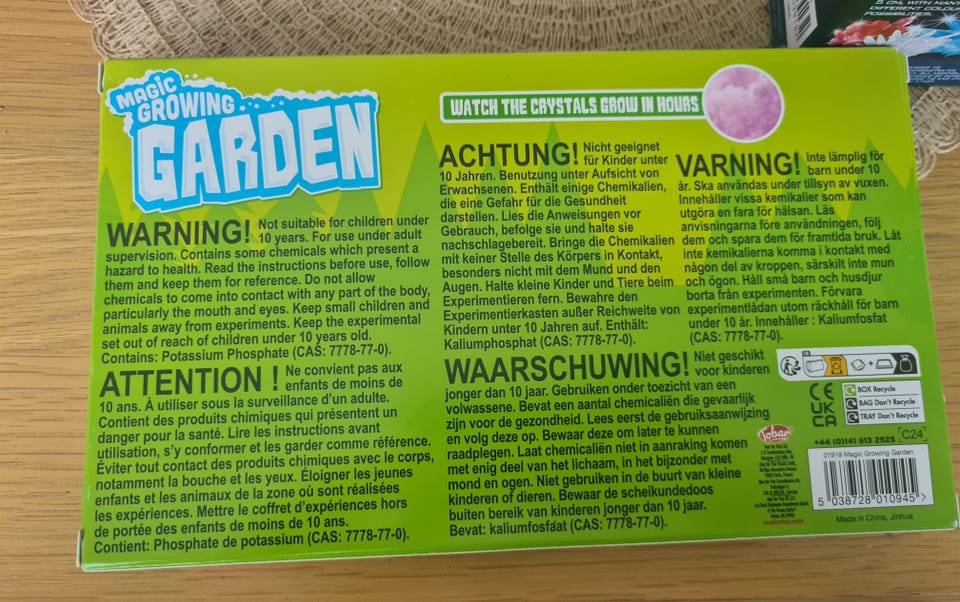 MAGIC
GROWING
GARDEN
WATCH THE CRYSTALS GROW IN HOURS
WARNING! Not suitable for children under
10 years. For use under adult
supervision. Contains some chemicals which present a
hazard to health. Read the instructions before use, follow
them and keep them for reference. Do not allow
chemicals to come into contact with any part of the body,
particularly the mouth and eyes. Keep small children and
animals away from experiments. Keep the experimental
set out of reach of children under 10 years old.
Contains: Potassium Phosphate (CAS: 7778-77-0).
ATTENTION ! Ne convient pas aux
enfants de moins de
10 ans. À utiliser sous la surveillance d'un adulte.
Contient des produits chimiques qui présentent un
danger pour la santé. Lire les instructions avant
utilisation, s'y conformer et les garder comme référence.
Éviter tout contact des produits chimiques avec le corps,
notamment la bouche et les yeux. Éloigner les jeunes
enfants et les animaux de la zone où sont réalisées
les expériences. Mettre le coffret d'expériences hors
de portée des enfants de moins de 10 ans.
Contient: Phosphate de potassium (CAS: 7778-77-0).
ACHTUNG! Nicht geeignet
für Kinder unter
10 Jahren. Benutzung unter Aufsicht von
Erwachsenen. Enthält einige Chemikalien,
die eine Gefahr für die Gesundheit
darstellen. Lies die Anweisungen vor
Gebrauch, befolge sie und halte sie
nachschlagebereit. Bringe die Chemikalien
mit keiner Stelle des Körpers in Kontakt,
besonders nicht mit dem Mund und den
Augen. Halte kleine Kinder und Tiere beim
Experimentieren fern. Bewahre den
Experimentierkasten außer Reichweite von
Kindern unter 10 Jahren auf. Enthält:
Kaliumphosphat (CAS: 7778-77-0).
VARNING! Inte lämplig för
barn under 10
år. Ska användas under tillsyn av vuxen.
Innehåller vissa kemikalier som kan
utgöra en fara för hälsan. Läs
anvisningarna före användningen, följ
dem och spara dem för framtida bruk. Låt
inte kemikalierna komma i kontakt med
någon del av kroppen, särskilt inte mun
och ögon. Håll små barn och husdjur
borta från experimenten. Förvara
experimentlådan utom räckhåll för barn
under 10 år. Innehåller : Kaliumfosfat
(CAS: 7778-77-0).
WAARSCHUWING! Niet geschikt
voor kinderen
jonger dan 10 jaar. Gebruiken onder toezicht van een
volwassene. Bevat een aantal chemicaliën die gevaarlijk
zijn voor de gezondheid. Lees eerst de gebruiksaanwijzing
en volg deze op. Bewaar deze om later te kunnen
raadplegen. Laat chemicaliën niet in aanraking komen
met enig deel van het lichaam, in het bijzonder met
mond en ogen. Niet gebruiken in de buurt van kleine
kinderen of dieren. Bewaar de scheikundedoos
buiten bereik van kinderen jonger dan 10 jaar.
Bevat: kaliumfosfaat (CAS: 7778-77-0).
CE
UK
CA
BOX Recycle
BAG Don't Recycle
TRAY Don't Recycle
+44 (0)141 613 2525 C24
Tobar
01918 Magic Growing Garden
5 038728 010945 >
Made in China, Jinhua
5 CM, WITH MANY
DIFFERENT COLOUR
POSSIBILITIES.